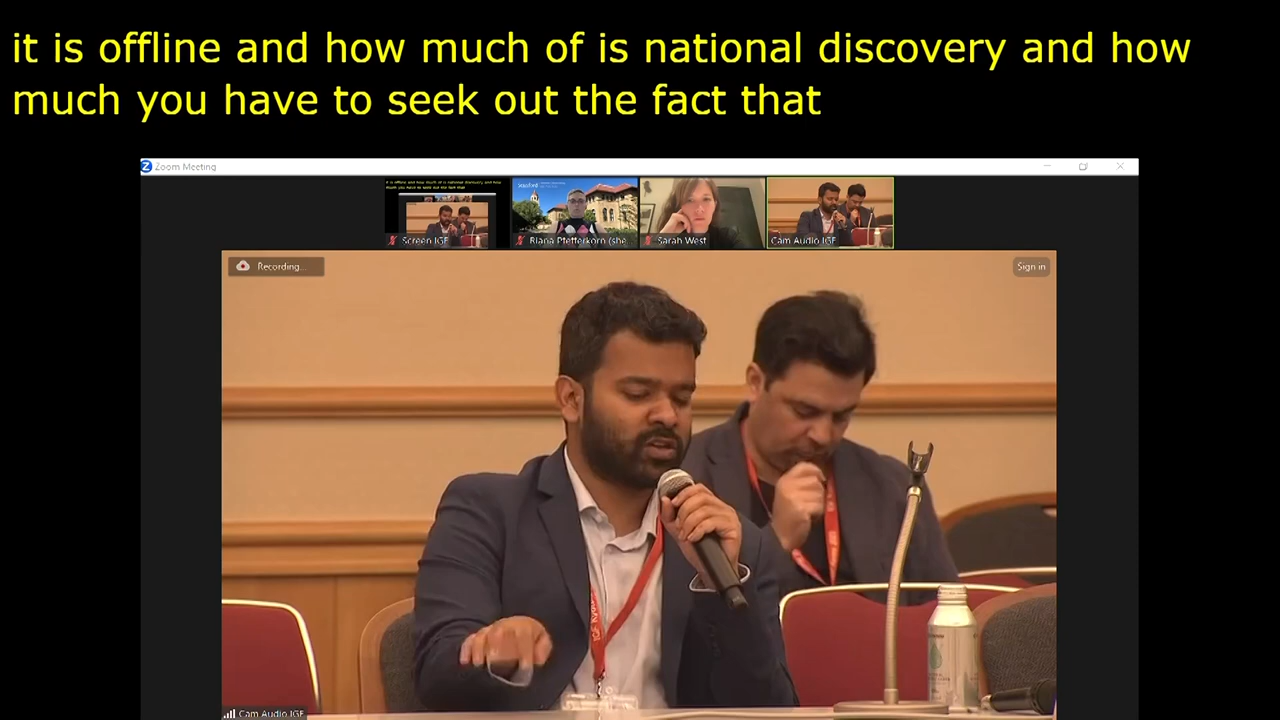 it is offline and how much of is national discovery and how
much you have to seek out the fact that
Zoom Meeting
Screen IGF
Riana Pfefferkorn (she
Sarah West
Cam Audio IGF
Recording...
Sign in
Cam Audio IGF